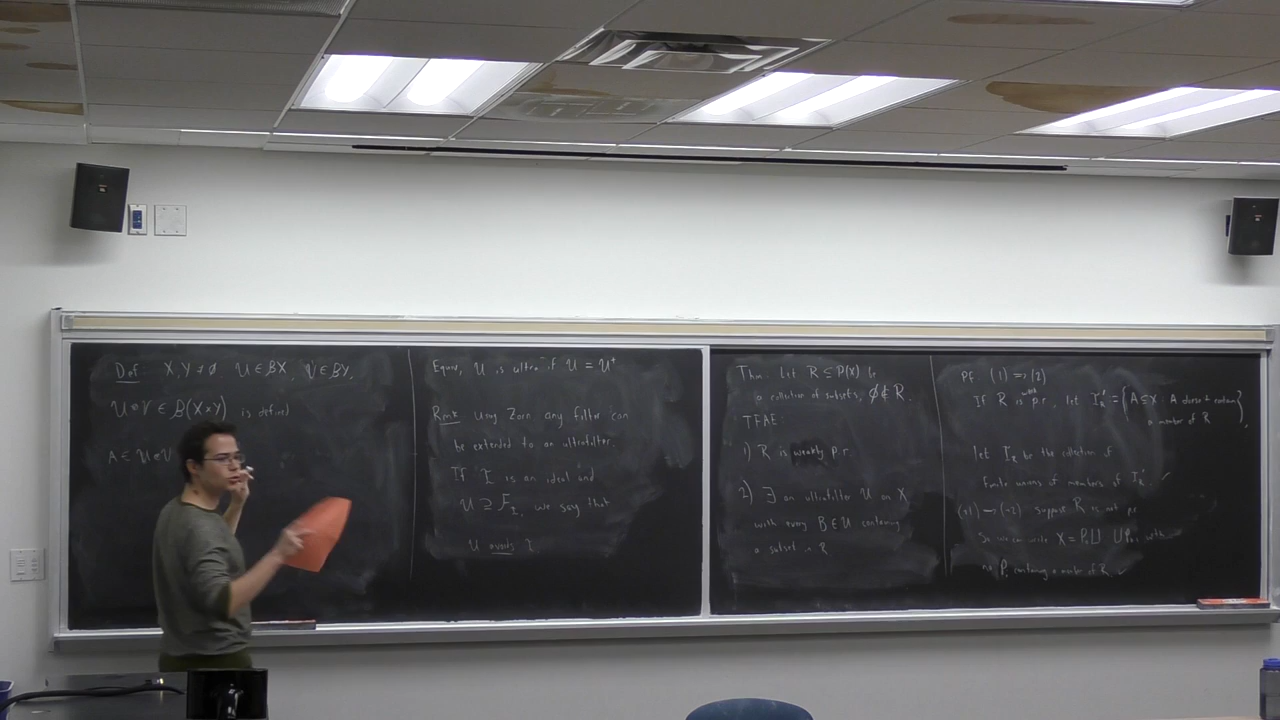 Def: X, Y ≠ ∅, U ∈ βX, V ∈ βY,
U⊗V ∈ β(X×Y) is defined
A ∈ U⊗V
Equiv, U is ultra if U = U⁺
Rmk Using Zorn any filter can
be extended to an ultrafilter.
If I is an ideal and
U ⊇ F_I, we say that
U avoids I
Thm: Let R ⊆ P(X) be
a collection of subsets, ∅ ∉ R.
TFAE:
1) R is weakly p.r.
2) ∃ an ultrafilter U on X
with every B ∈ U containing
a subset in R
Pf. (1) ⇒ (2)
If R is weak p.r., let I'_R = {A ⊆ X : A doesn't contain
a member of R},
let I_R be the collection of
finite unions of members of I'_R ✓
(~1) → (~2) suppose R is not pr
So we can write X = P₁ ⊔ ⊔ with
no Pᵢ containing a member of R ✓